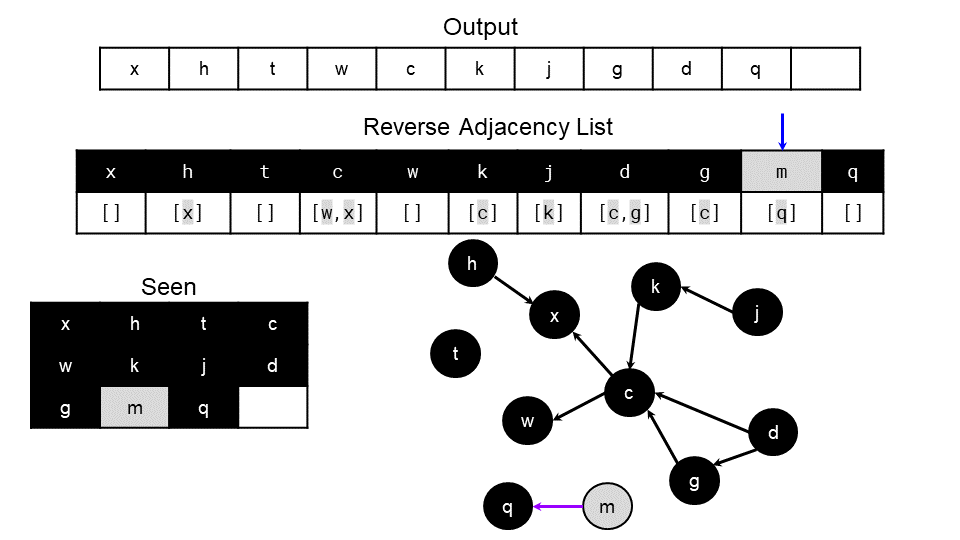 Output
x h t w c k j g d q
Reverse Adjacency List
x h t c w k j d g m q
[] [x] [] [w,x] [] [c] [k] [c,g] [c] [q] []
Seen
x h t c
w k j d
g m q
h
k
x
j
t
c
w
d
g
q
m